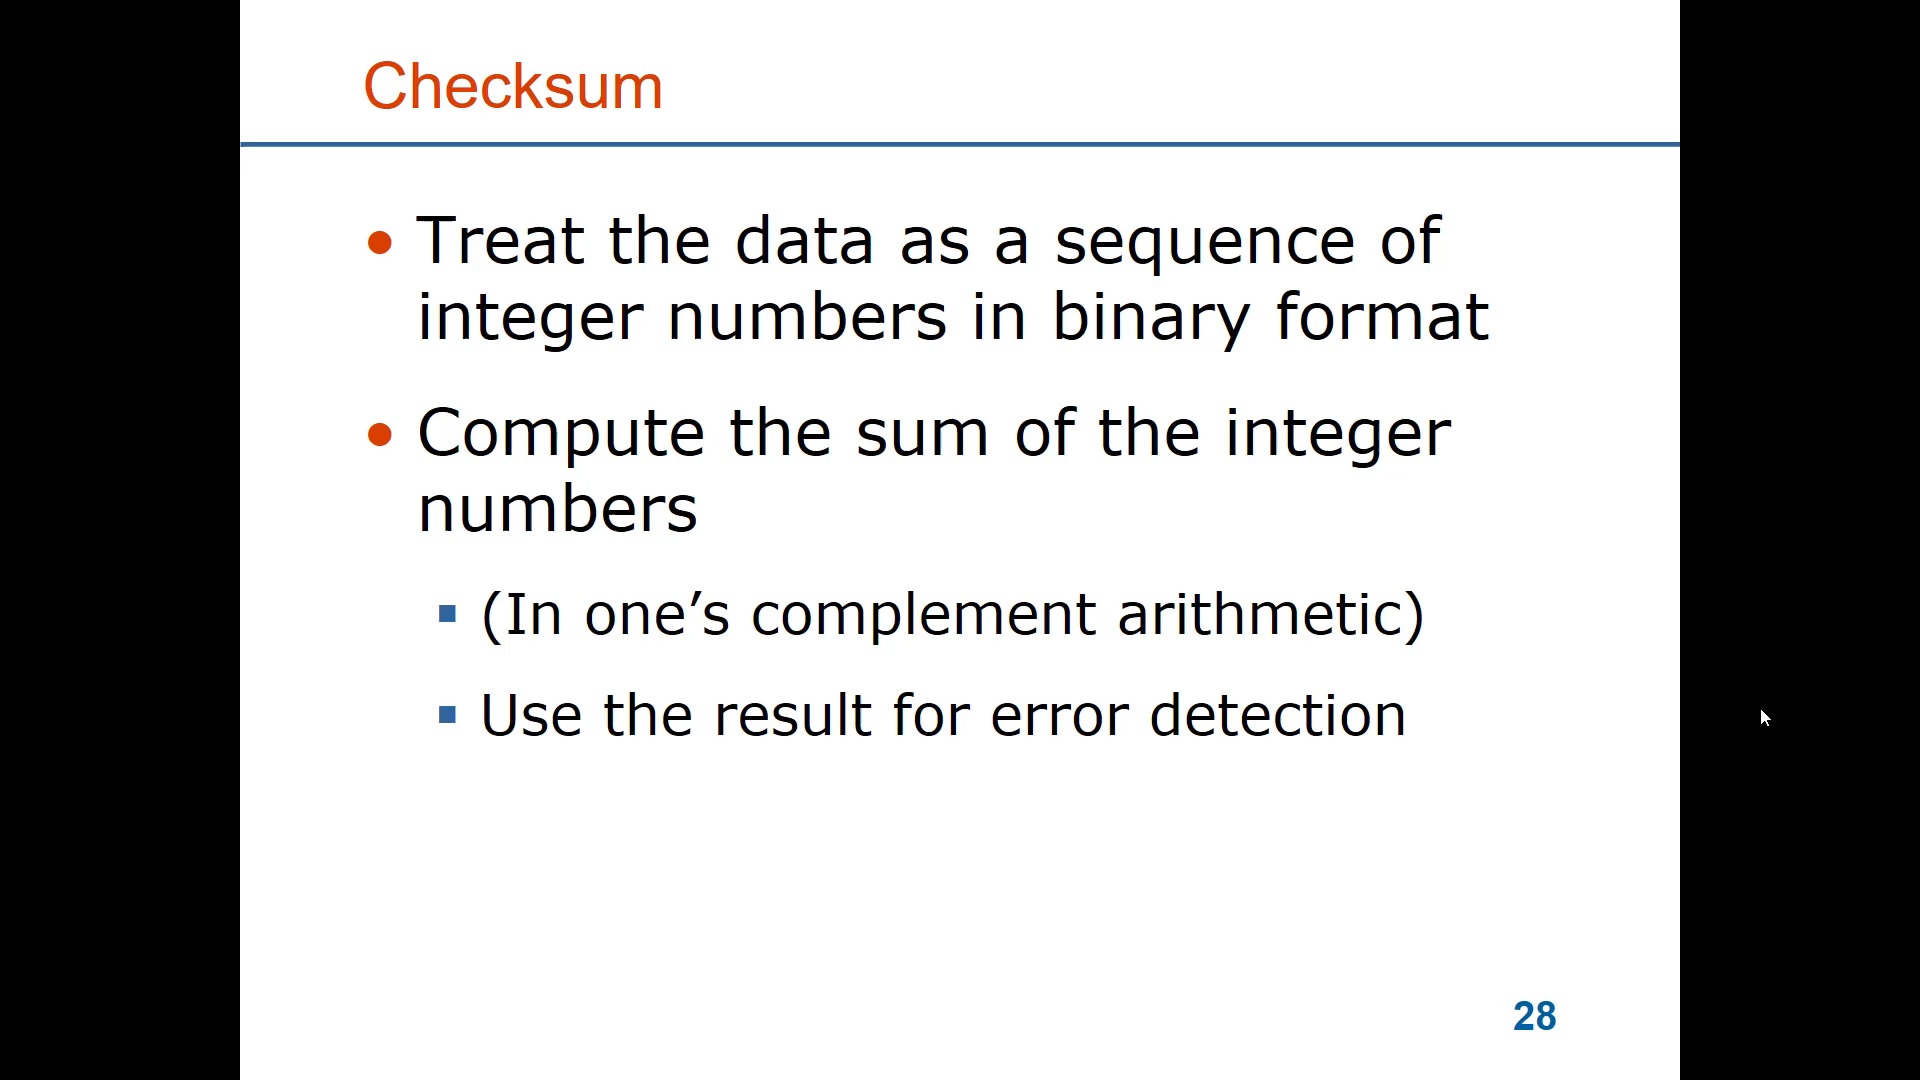 Checksum
• Treat the data as a sequence of
integer numbers in binary format
• Compute the sum of the integer
numbers
▪ (In one’s complement arithmetic)
▪ Use the result for error detection
28